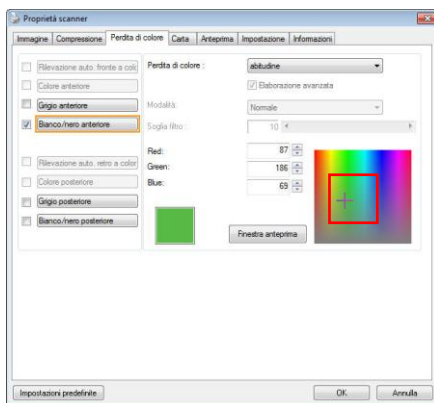 Proprietà scanner
Immagine Compressione Perdita di colore Carta Anteprima Impostazione Informazioni
Rilevazione auto. fronte a colo
Colore anteriore
Grigio anteriore
Bianco/nero anteriore
Rilevazione auto. retro a color
Colore posteriore
Grigio posteriore
Bianco/nero posteriore
Perdita di colore : abitudine
Elaborazione avanzata
Modalità: Normale
Soglia filtro : 10
Red: 87
Green: 186
Blue: 69
Finestra anteprima
Impostazioni predefinite OK Annulla